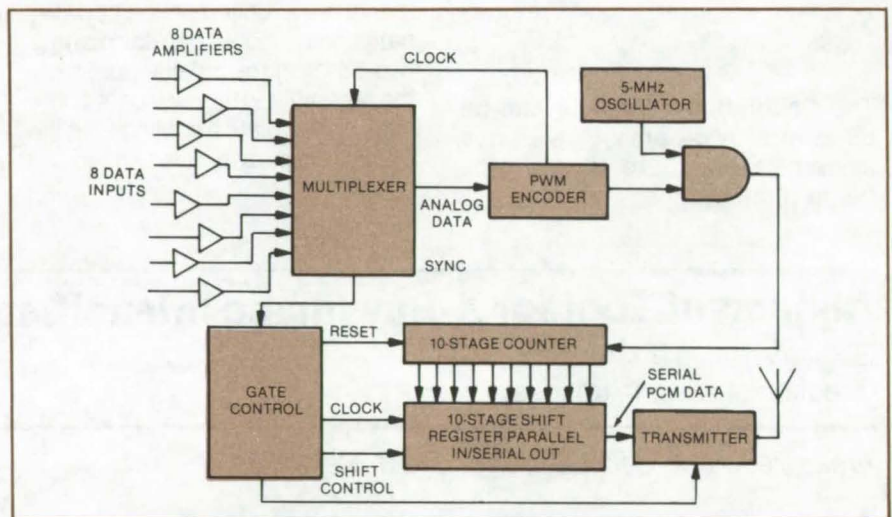 8 DATA
AMPLIFIERS
CLOCK
5-MHz
OSCILLATOR
8 DATA
INPUTS
MULTIPLEXER
ANALOG
DATA
PWM
ENCODER
SYNC
RESET
10-STAGE COUNTER
SERIAL
PCM DATA
GATE
CONTROL
CLOCK
10-STAGE SHIFT
REGISTER PARALLEL
IN/SERIAL OUT
TRANSMITTER
SHIFT
CONTROL